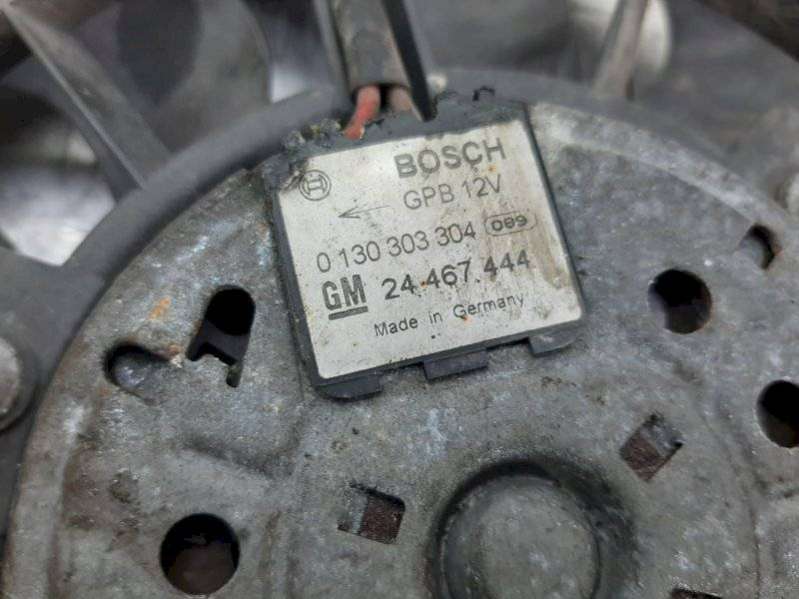 BOSCH
GPB 12V
0 130 303 304 089
GM 24.467.444
Made in Germany